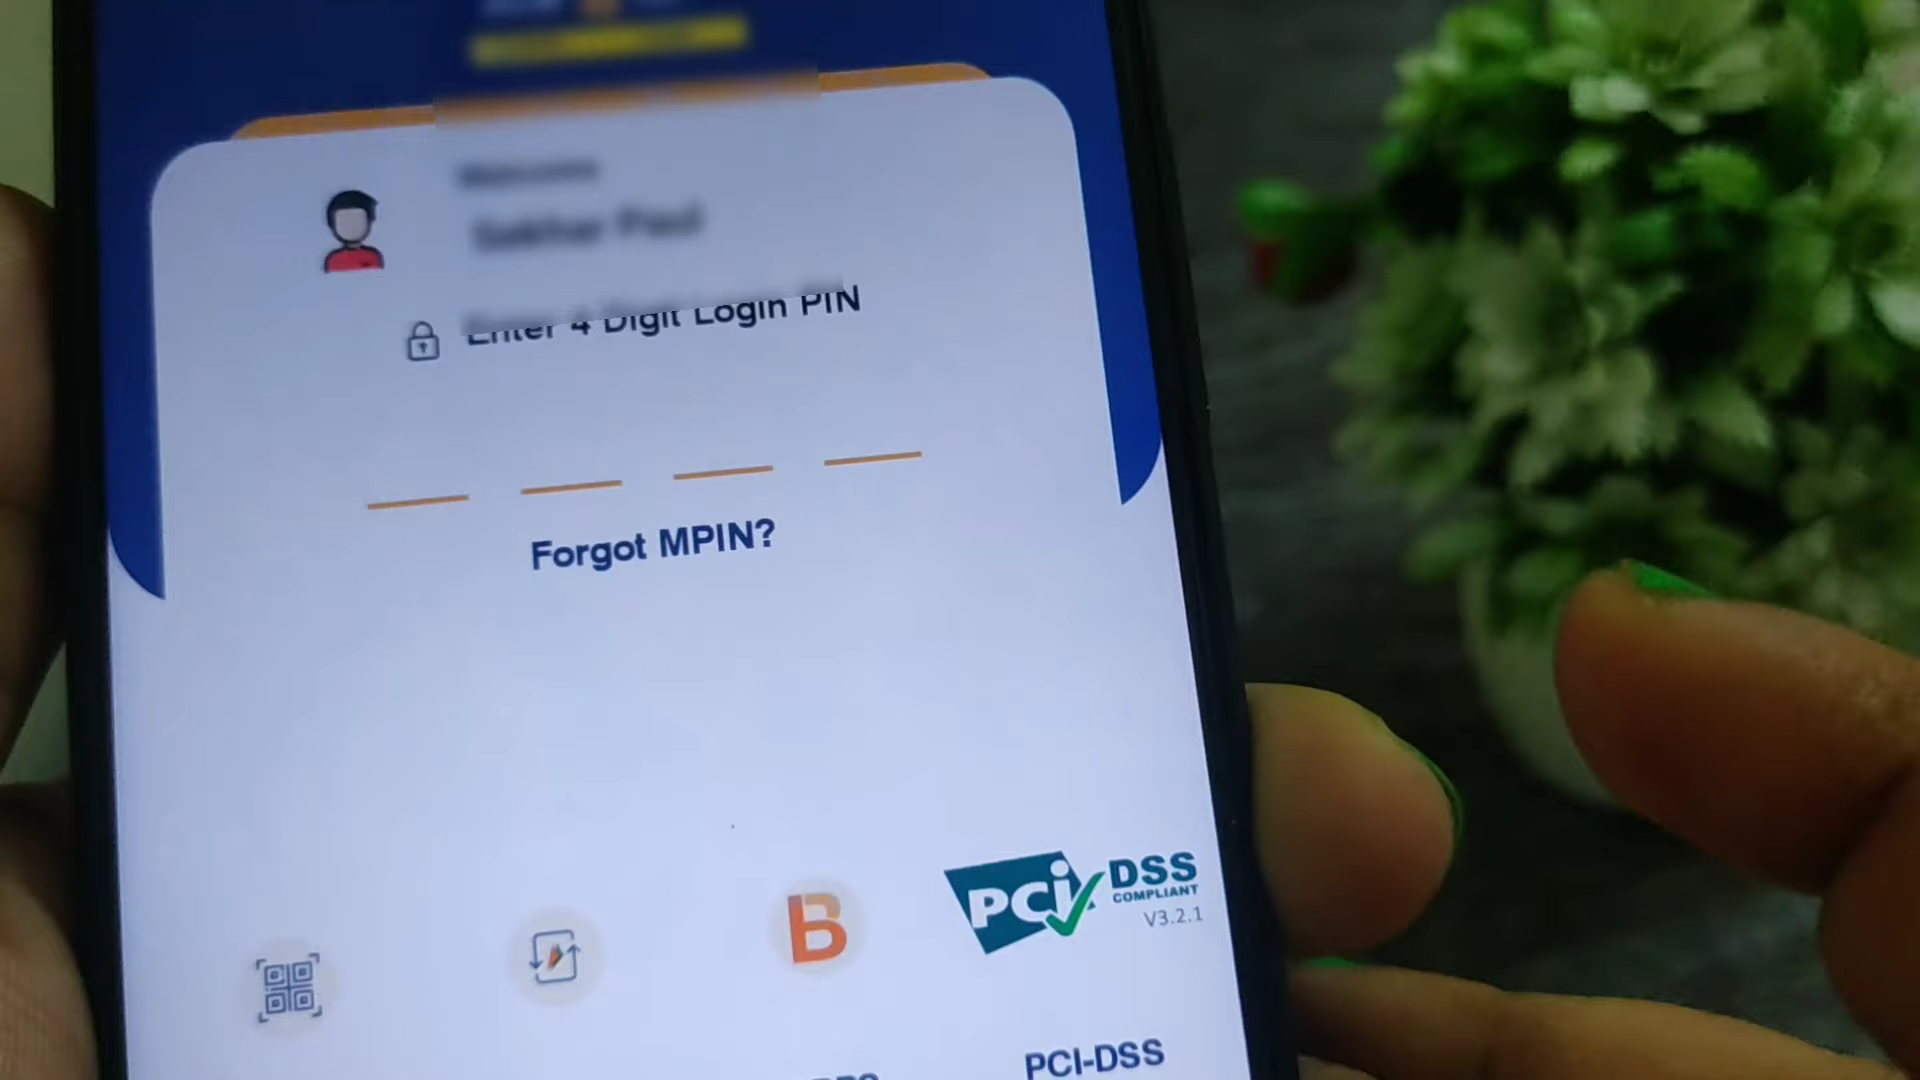 Enter 4 Digit Login PIN
Forgot MPIN?
PCI DSS
COMPLIANT
V3.2.1
B
PCI-DSS